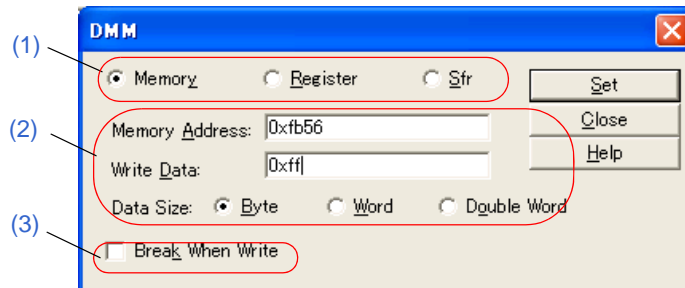 DMM
(1)
Memory Register Sfr
Set
(2)
Memory Address: 0xfb56
Close
Write Data: 0xff
Help
Data Size: Byte Word Double Word
(3)
Break When Write